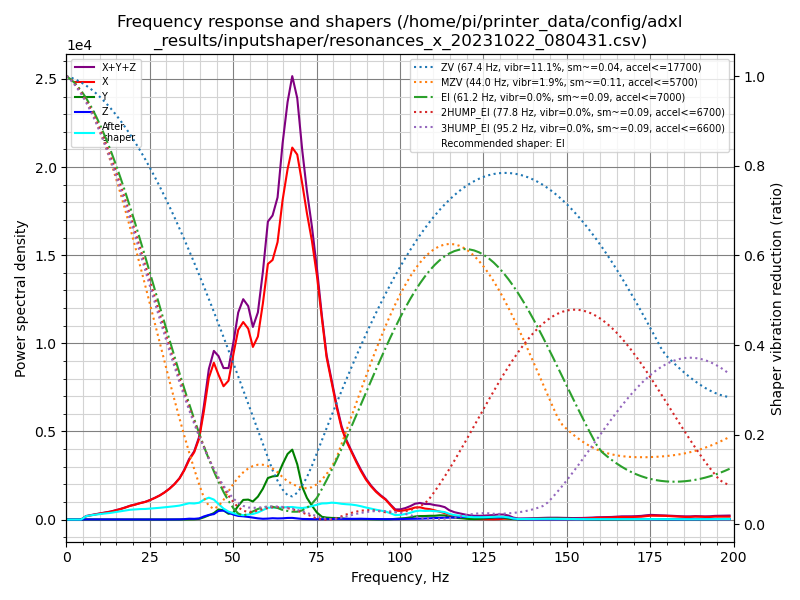 Frequency response and shapers (/home/pi/printer_data/config/adxl
_results/inputshaper/resonances_x_20231022_080431.csv)
1e4
X+Y+Z
X
Y
Z
After
shaper
ZV (67.4 Hz, vibr=11.1%, sm~=0.04, accel<=17700)
MZV (44.0 Hz, vibr=1.9%, sm~=0.11, accel<=5700)
EI (61.2 Hz, vibr=0.0%, sm~=0.09, accel<=7000)
2HUMP_EI (77.8 Hz, vibr=0.0%, sm~=0.09, accel<=6700)
3HUMP_EI (95.2 Hz, vibr=0.0%, sm~=0.09, accel<=6600)
Recommended shaper: EI
Power spectral density
2.5
2.0
1.5
1.0
0.5
0.0
1.0
0.8
0.6
0.4
0.2
0.0
Shaper vibration reduction (ratio)
0 25 50 75 100 125 150 175 200
Frequency, Hz